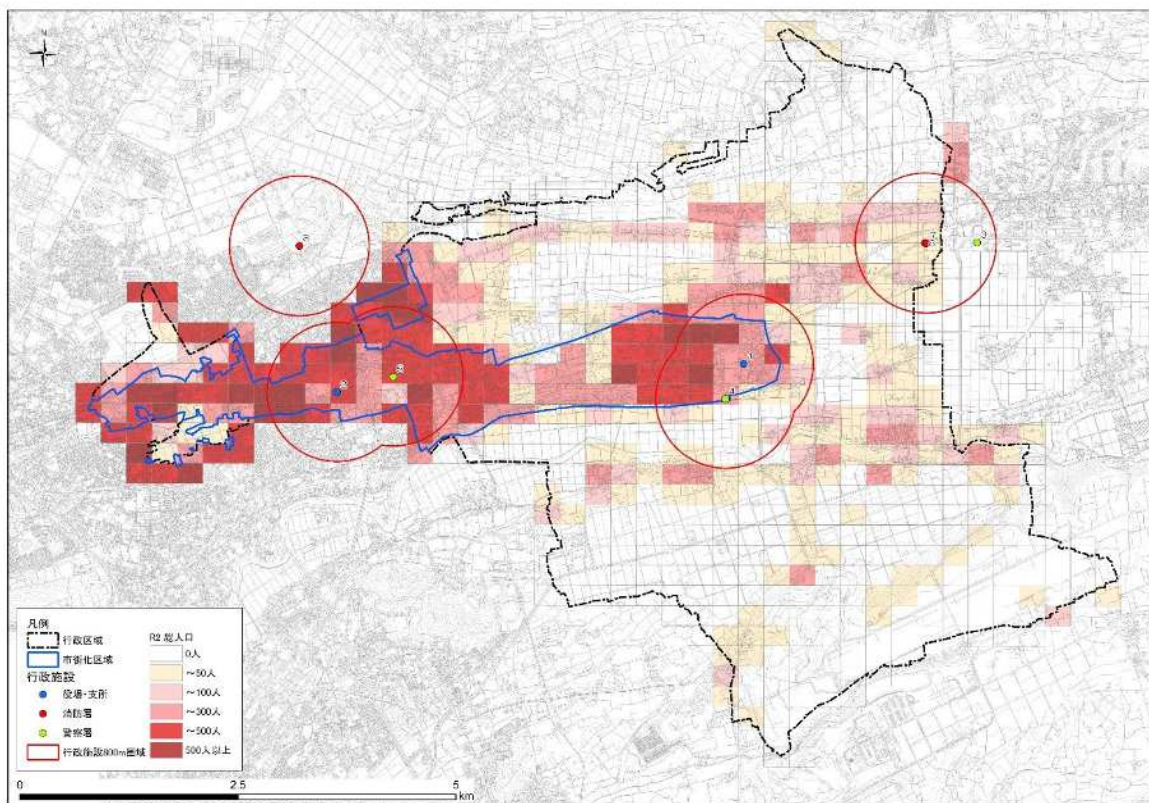 N
凡例
行政区域
市街化区域
行政施設
役場・支所
消防署
警察署
行政施設800m圏域
R2 総人口
0人
～50人
～100人
～300人
～500人
500人以上
0
2.5
5
km